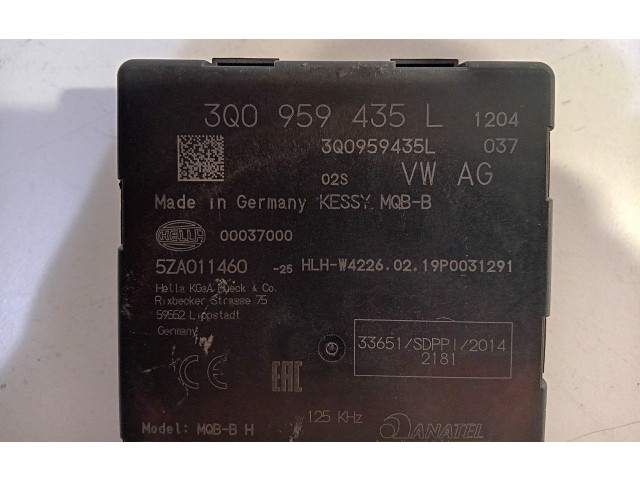 3Q0 959 435 L 1204
3Q0959435L 037
02S VW AG
Made in Germany KESSY MQB-B
HELLA 00037000
5ZA011460 -25 HLH-W4226.02.19P0031291
Hella KGaA Hueck & Co.
Rixbecker Strasse 75
59552 Lippstadt
Germany
33651/SDPPI/2014
2181
CE EAC
125 KHz
Model: MQB-B H ANATEL